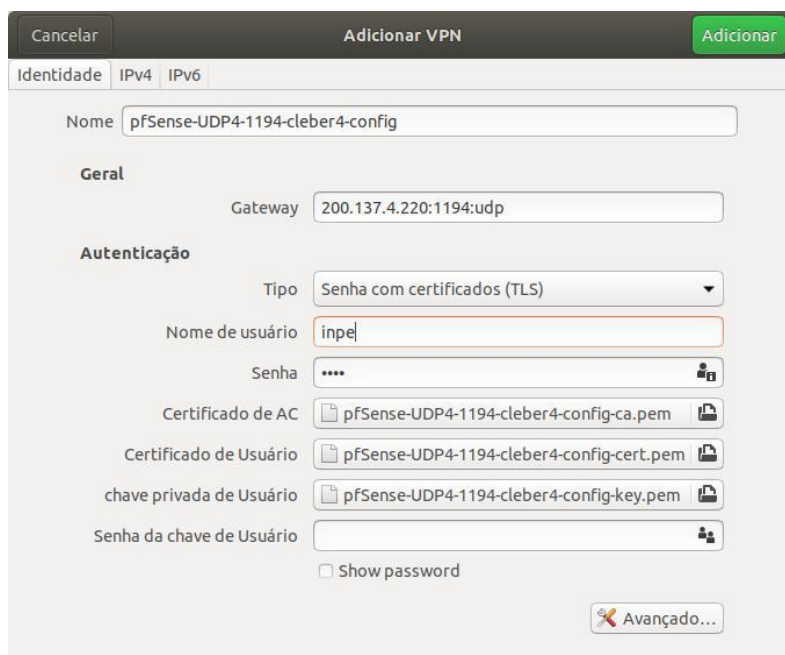 Cancelar Adicionar VPN Adicionar
Identidade IPv4 IPv6
Nome pfSense-UDP4-1194-cleber4-config
Geral
Gateway 200.137.4.220:1194:udp
Autenticação
Tipo Senha com certificados (TLS)
Nome de usuário inpe
Senha ••••
Certificado de AC pfSense-UDP4-1194-cleber4-config-ca.pem
Certificado de Usuário pfSense-UDP4-1194-cleber4-config-cert.pem
chave privada de Usuário pfSense-UDP4-1194-cleber4-config-key.pem
Senha da chave de Usuário
Show password
Avançado...